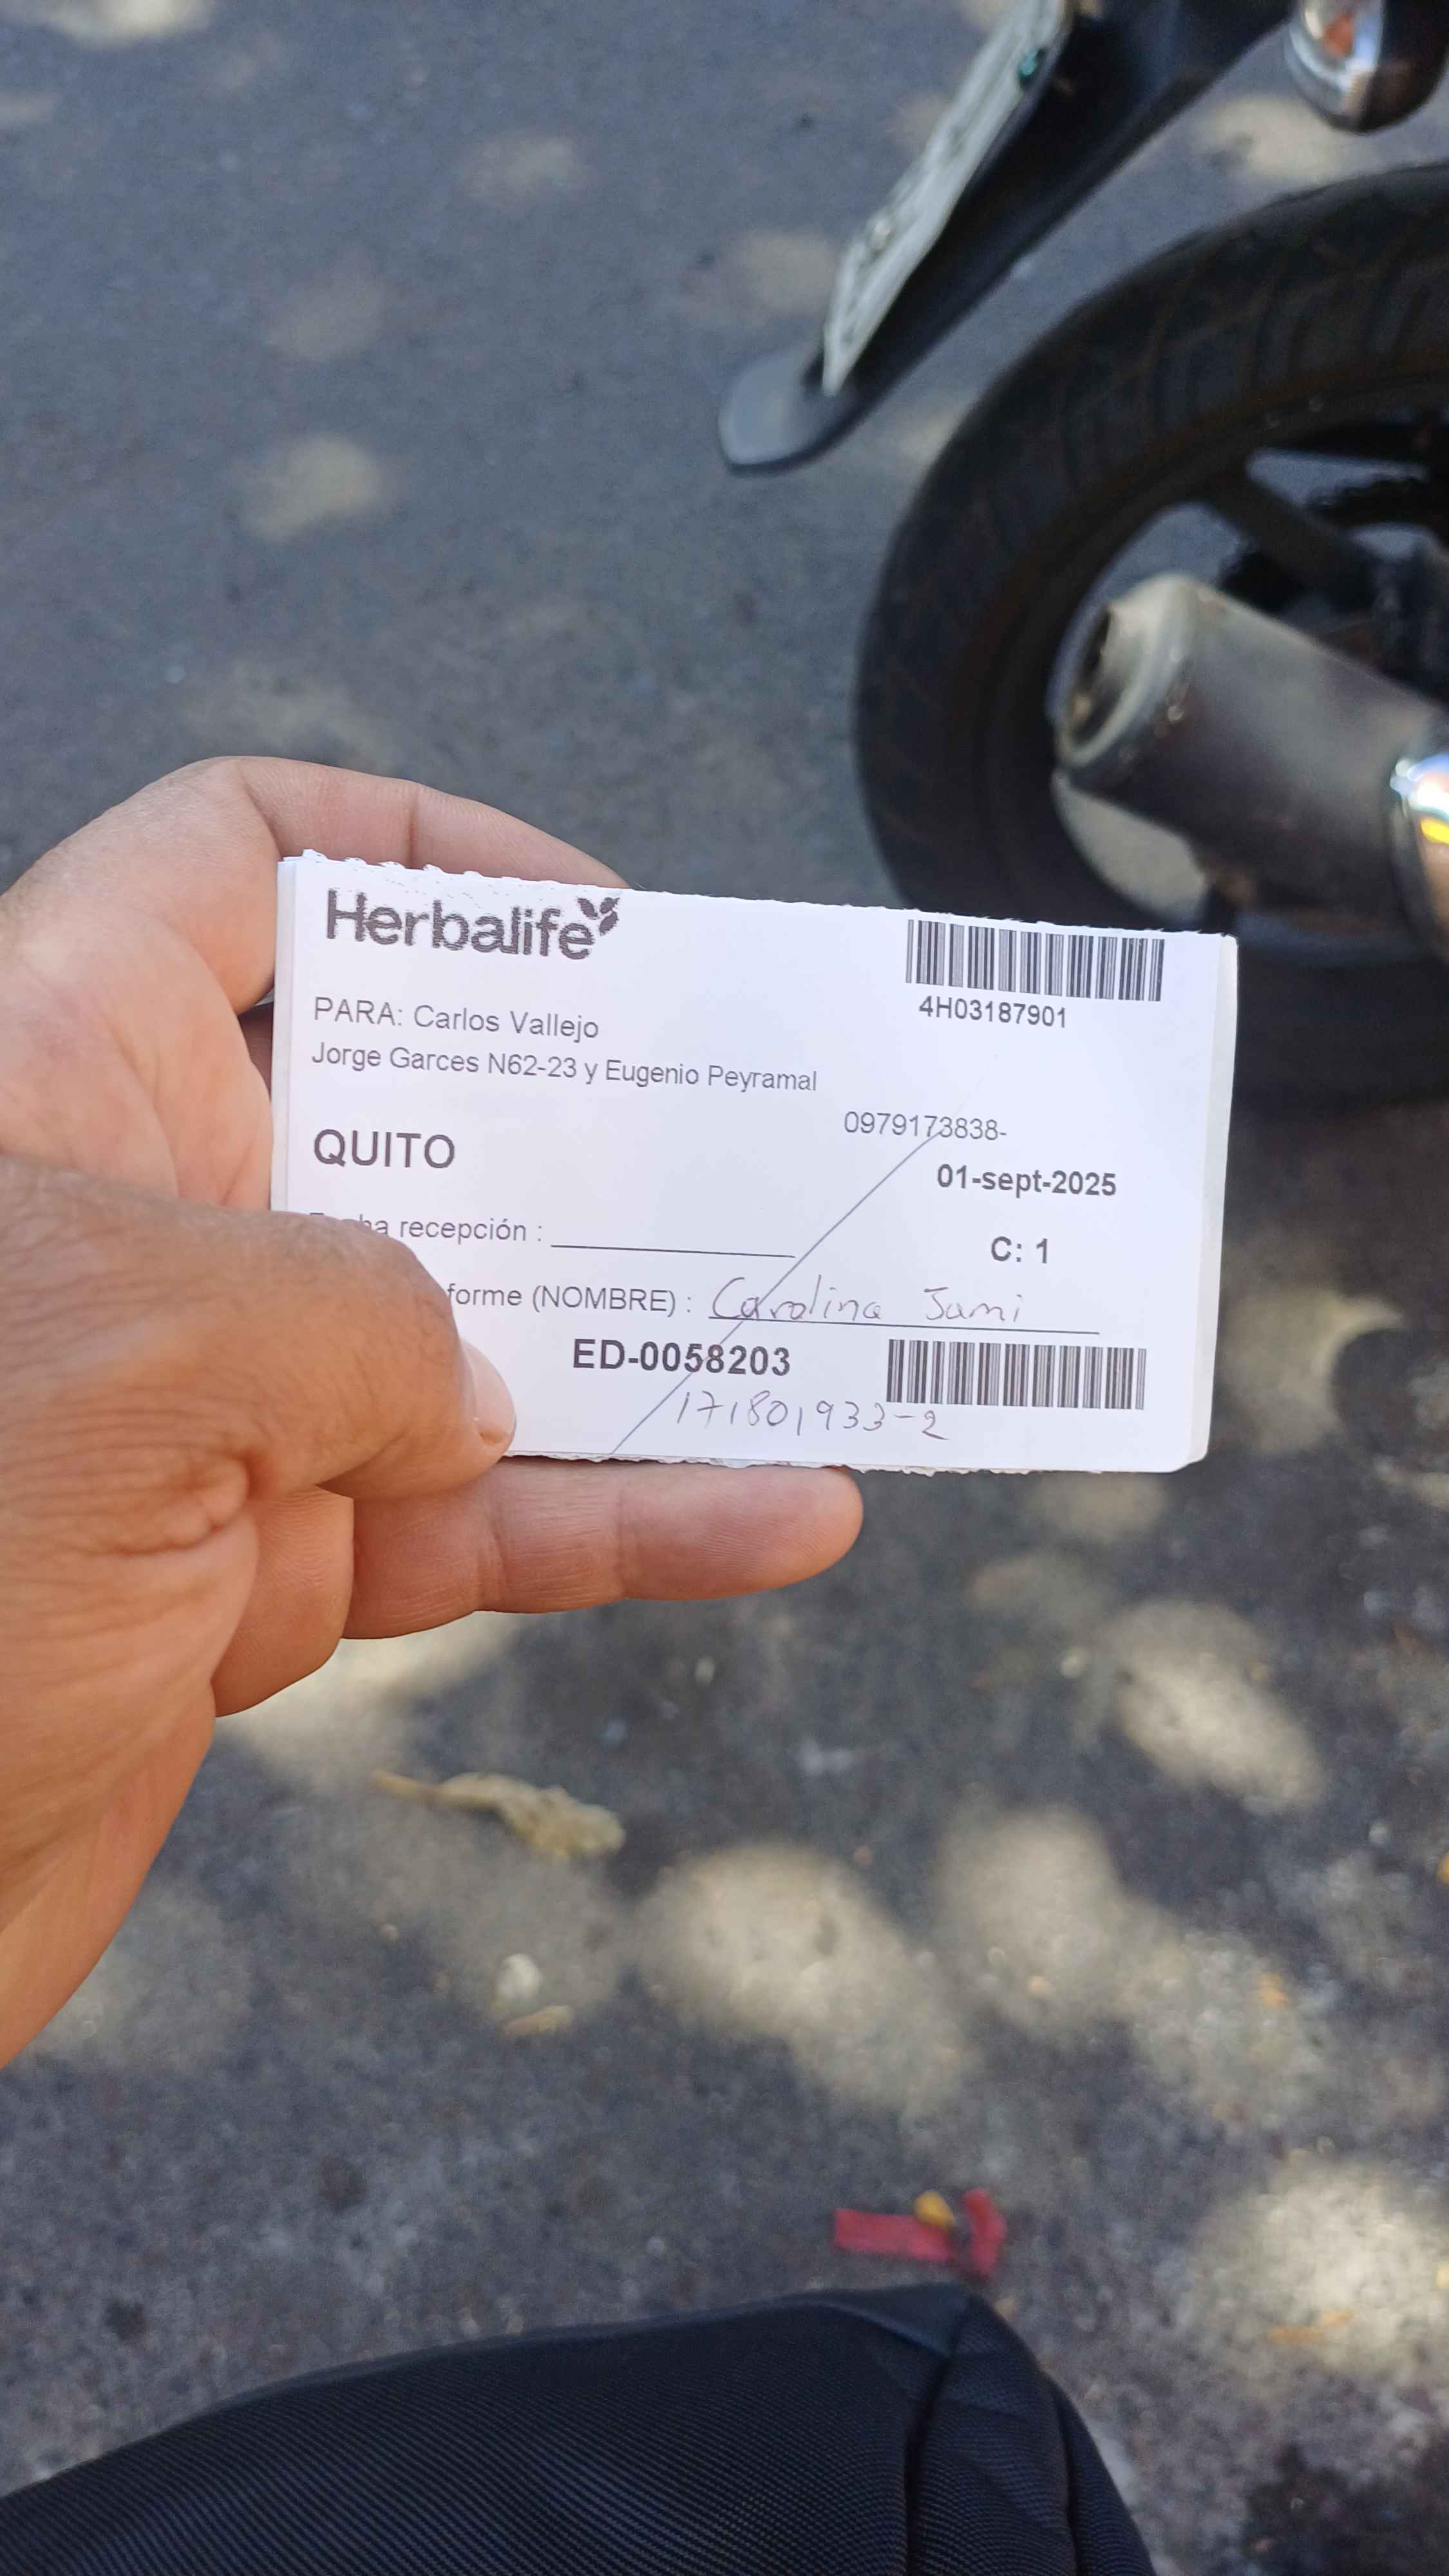 Herbalife
4H03187901
PARA: Carlos Vallejo
Jorge Garces N62-23 y Eugenio Peyramal
0979173838-
QUITO
01-sept-2025
recepción :
C: 1
forme (NOMBRE) : Carolina Jami
ED-0058203
171801933-2